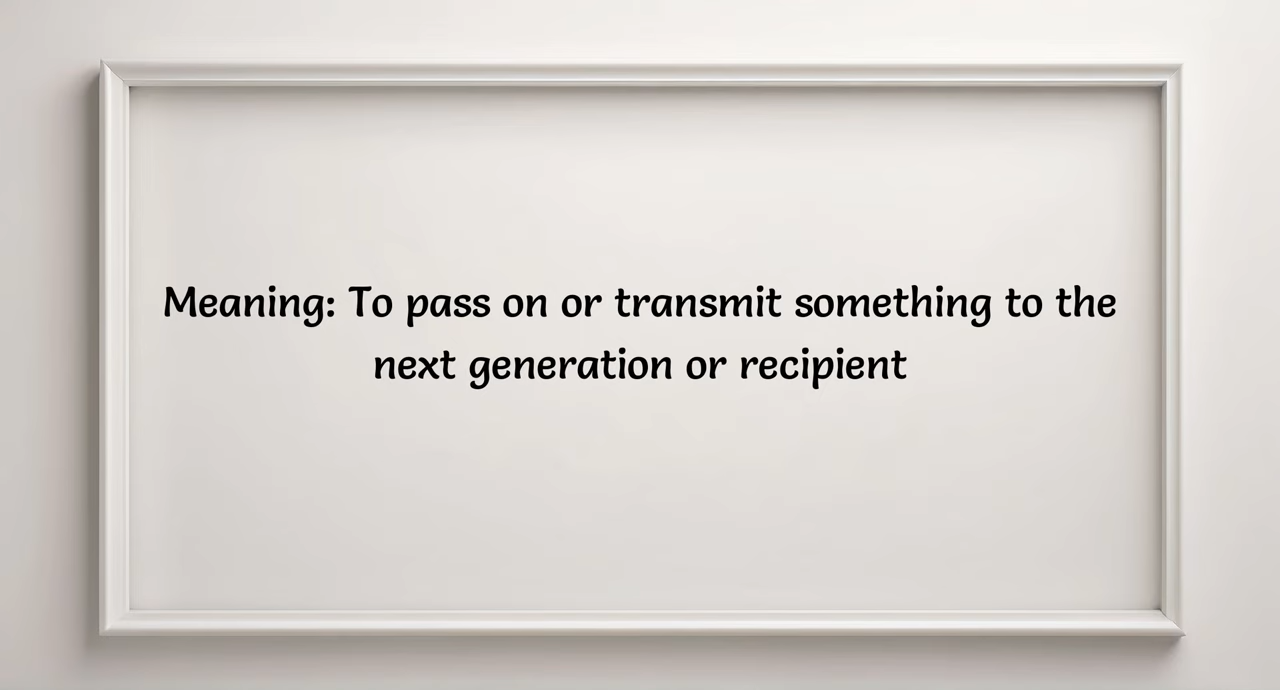 Meaning: To pass on or transmit something to the
next generation or recipient